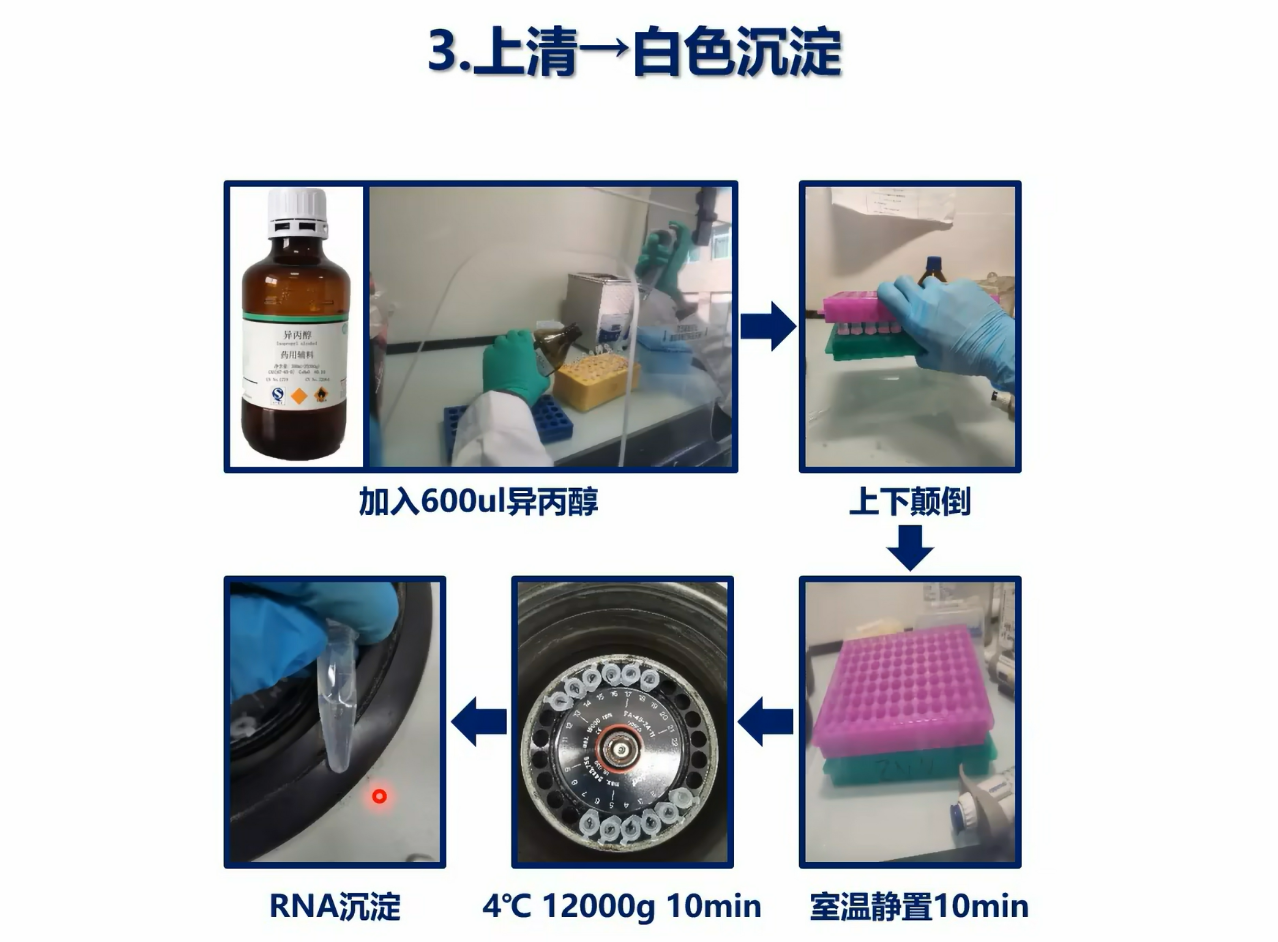 3.上清→白色沉淀
异丙醇
Isopropyl alcohol
药用辅料
加入600ul异丙醇
上下颠倒
RNA沉淀
4℃ 12000g 10min
室温静置10min